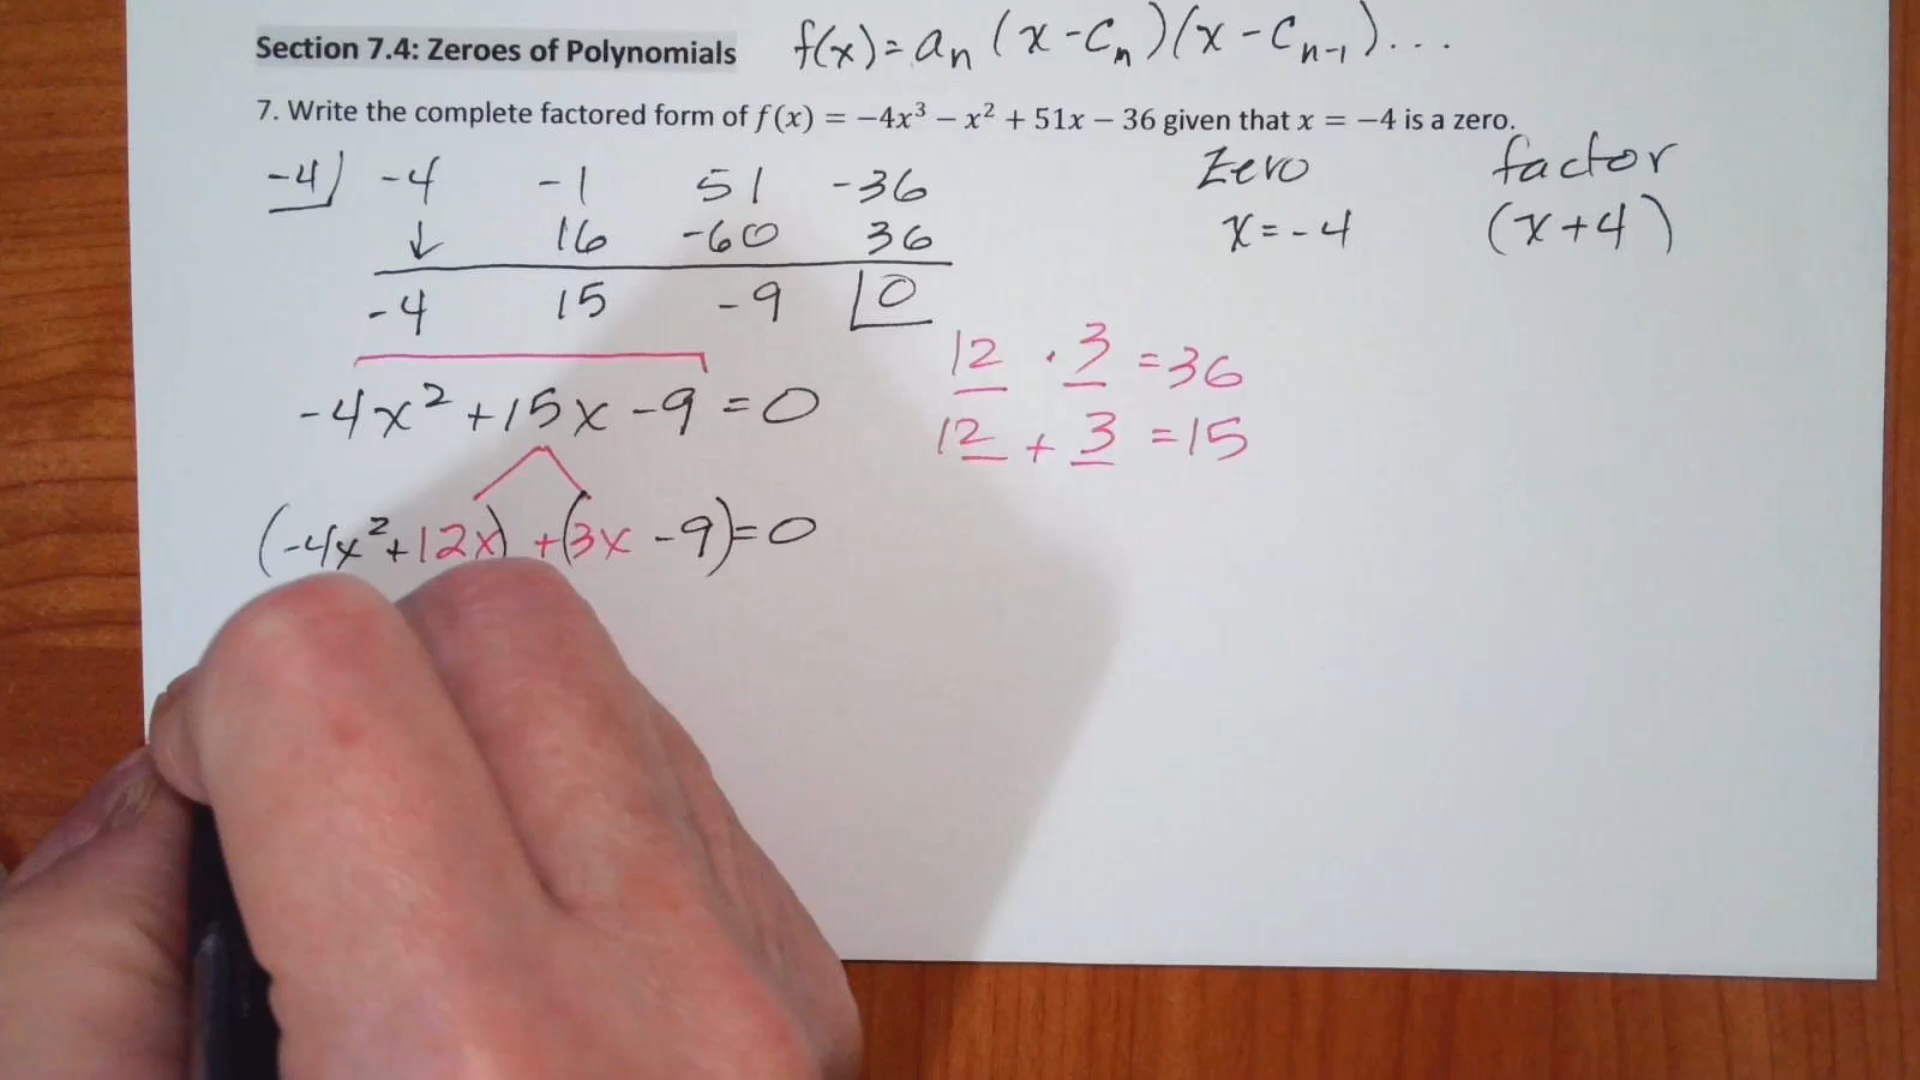 Section 7.4: Zeroes of Polynomials f(x) = aₙ (x - cₙ)(x - cₙ₋₁)...
7. Write the complete factored form of f(x) = −4x³ − x² + 51x − 36 given that x = −4 is a zero.
Zero factor
-4 -4 -1 51 -36
↓ 16 -60 36 x = -4 (x+4)
-4 15 -9 0
12 · 3 = 36
-4x² + 15x - 9 = 0
12 + 3 = 15
(-4x² + 12x) + (3x - 9) = 0